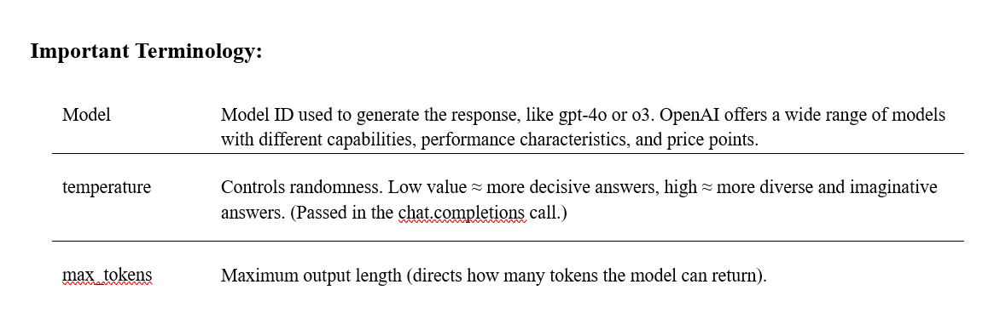 Important Terminology:
Model
Model ID used to generate the response, like gpt-4o or o3. OpenAI offers a wide range of models
with different capabilities, performance characteristics, and price points.
temperature
Controls randomness. Low value ≈ more decisive answers, high ≈ more diverse and imaginative
answers. (Passed in the chat.completions call.)
max_tokens
Maximum output length (directs how many tokens the model can return).